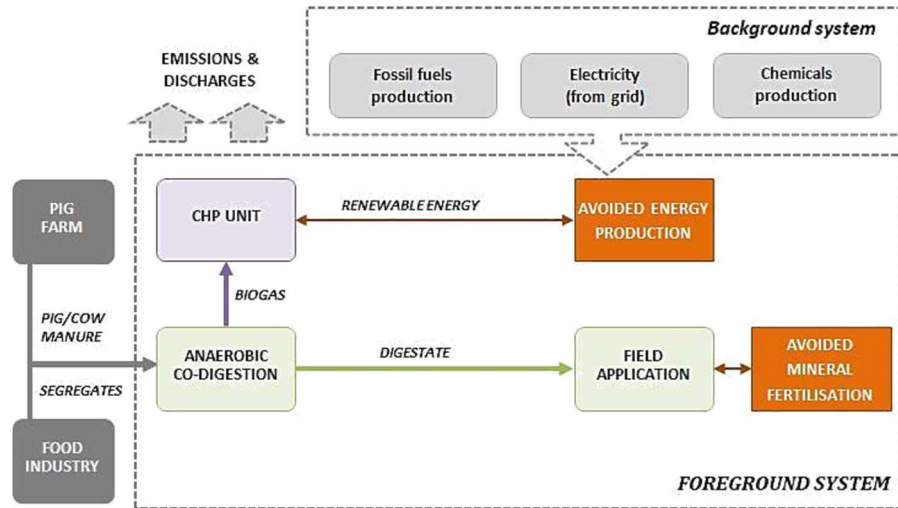 Background system
EMISSIONS &
DISCHARGES
Fossil fuels
production
Electricity
(from grid)
Chemicals
production
PIG
FARM
CHP UNIT
RENEWABLE ENERGY
AVOIDED ENERGY
PRODUCTION
BIOGAS
PIG/COW
MANURE
SEGREGATES
ANAEROBIC
CO-DIGESTION
DIGESTATE
FIELD
APPLICATION
AVOIDED
MINERAL
FERTILISATION
FOOD
INDUSTRY
FOREGROUND SYSTEM